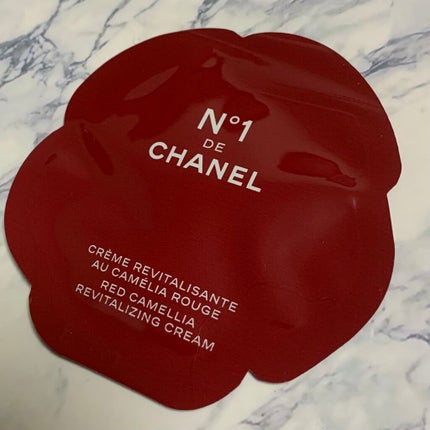 N°1
DE
CHANEL
CRÈME REVITALISANTE
AU CAMÉLIA ROUGE
RED CAMELLIA
REVITALIZING CREAM